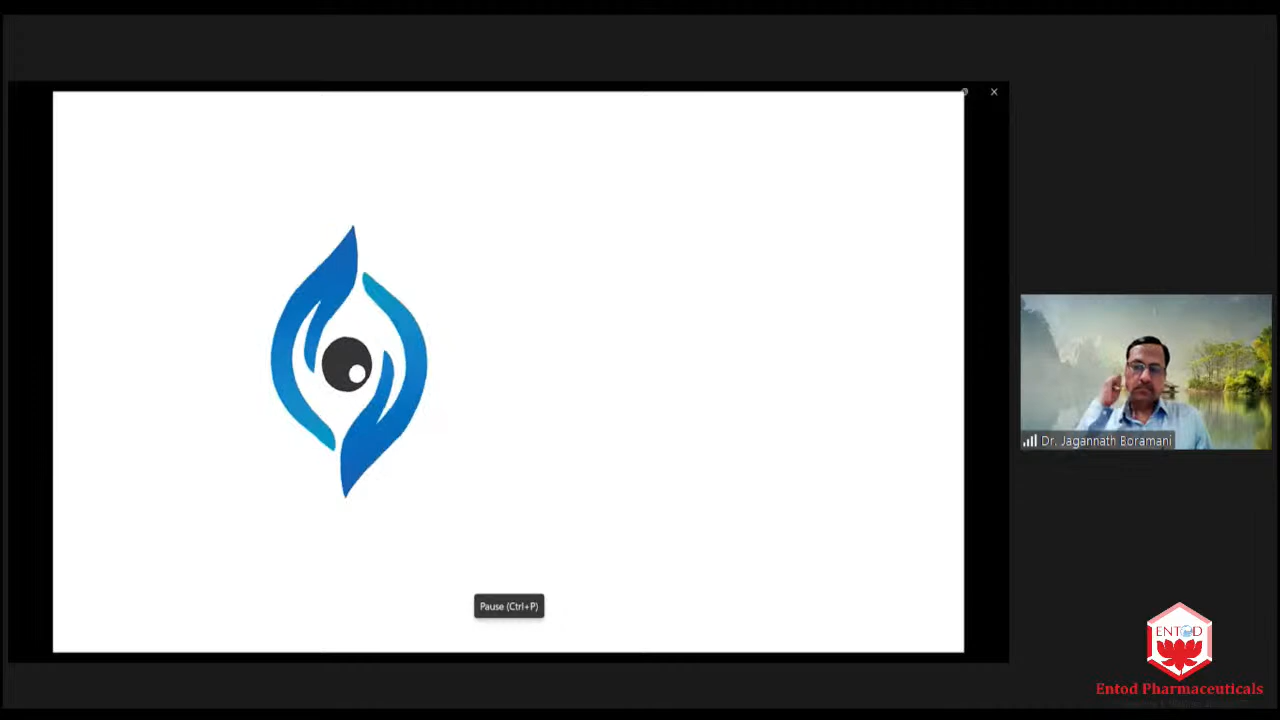 Dr. Jagannath Boramani
Pause (Ctrl+P)
ENTOD
Entod Pharmaceuticals